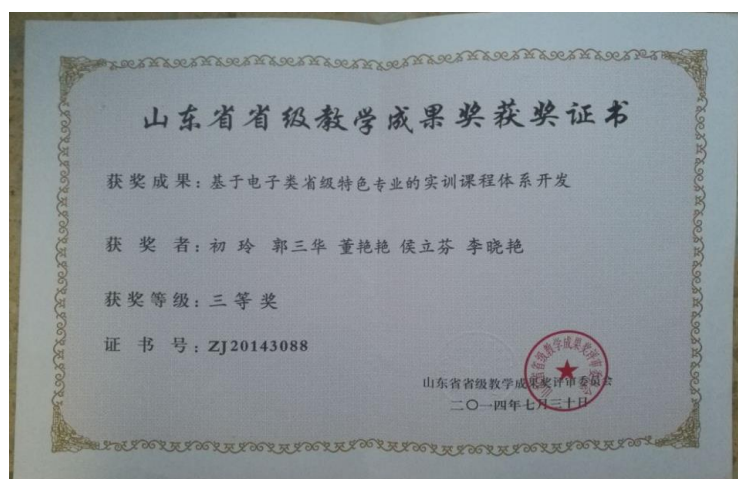 山东省省级教学成果奖获奖证书
获奖成果：基于电子类省级特色专业的实训课程体系开发
获 奖 者：初 玲 郭三华 董艳艳 侯立芬 李晓艳
获奖等级：三等奖
证 书 号：ZJ20143088
山东省省级教学成果奖评审委员会
二〇一四年七月三十日